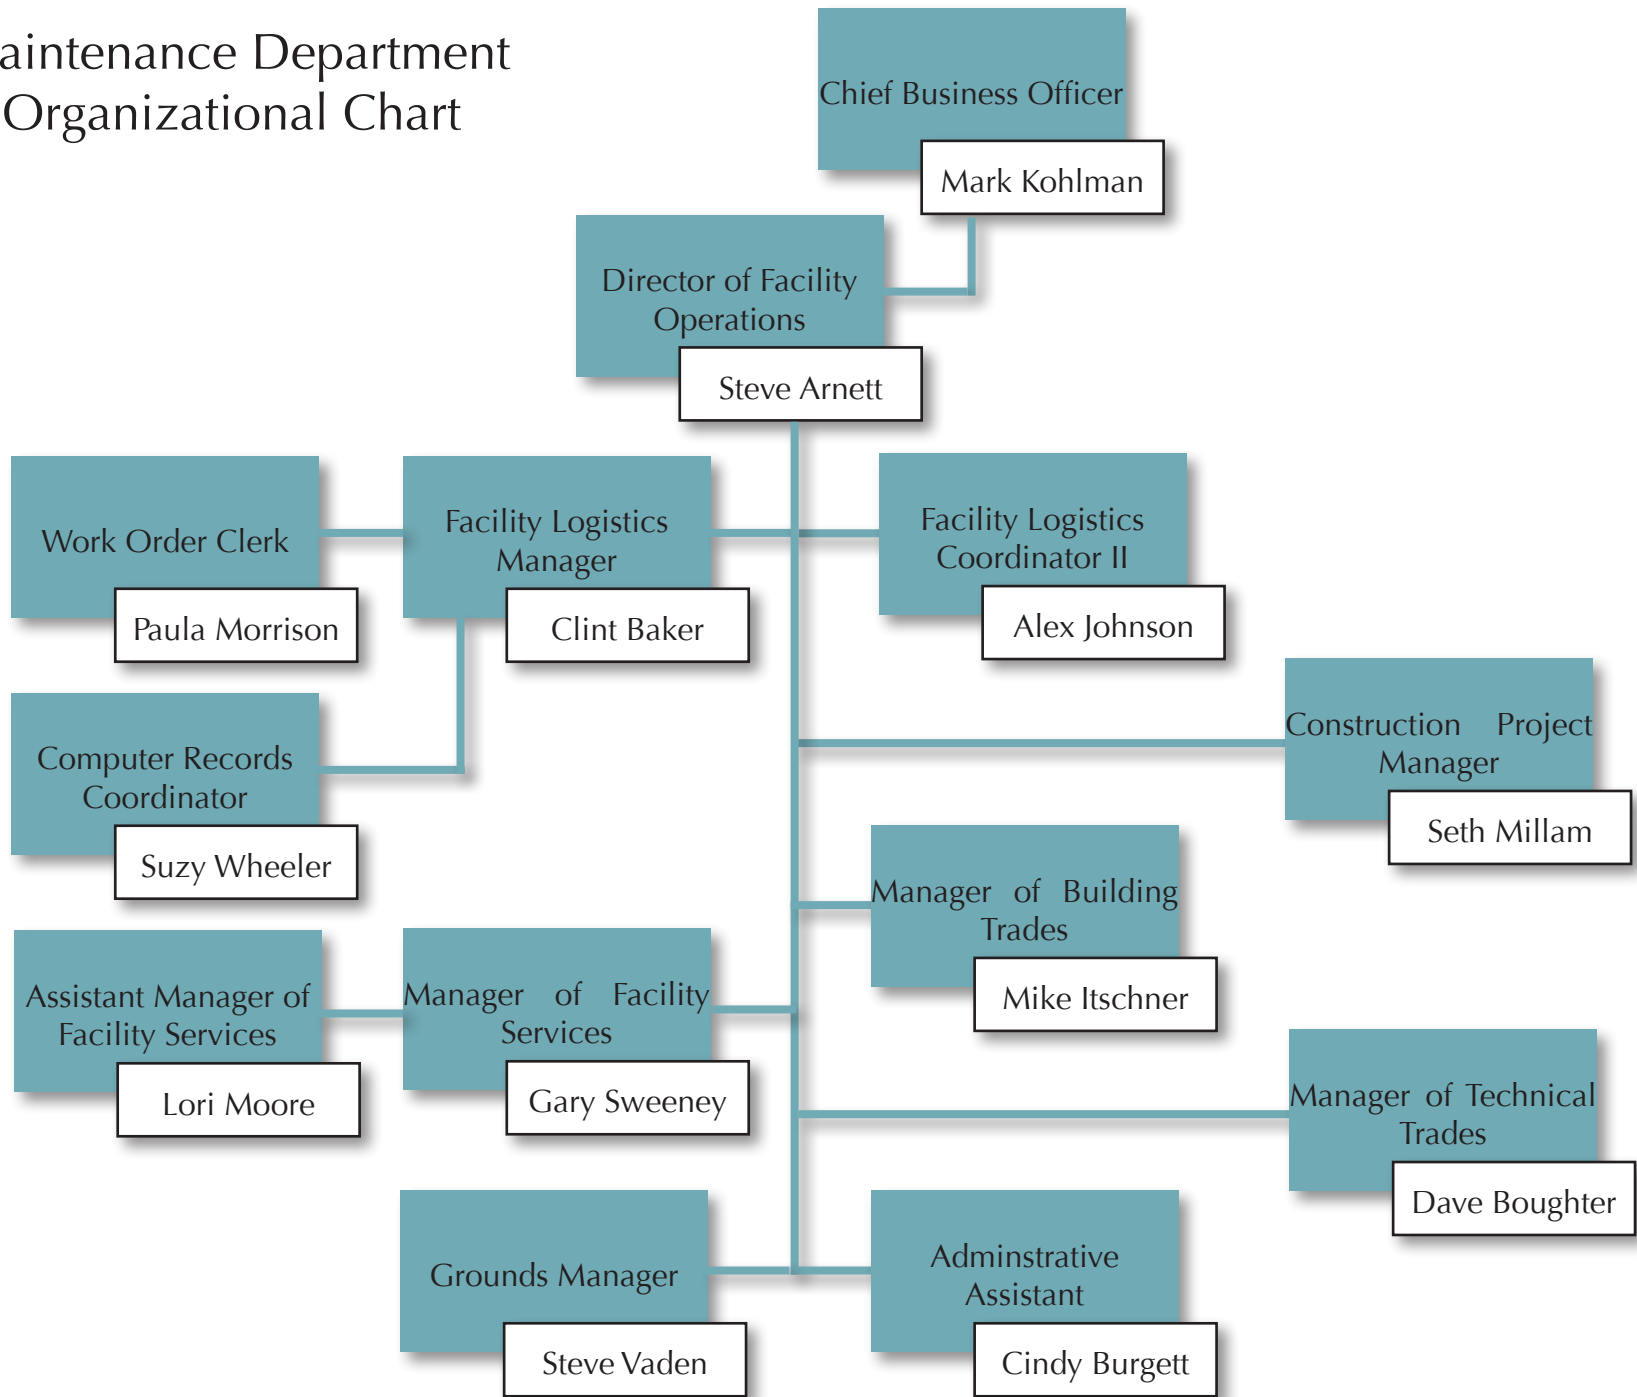 aintenance Department
Organizational Chart
Chief Business Officer
Mark Kohlman
Director of Facility
Operations
Steve Arnett
Work Order Clerk
Paula Morrison
Facility Logistics
Manager
Clint Baker
Facility Logistics
Coordinator II
Alex Johnson
Computer Records
Coordinator
Suzy Wheeler
Construction Project
Manager
Seth Millam
Manager of Building
Trades
Mike Itschner
Assistant Manager of
Facility Services
Lori Moore
Manager of Facility
Services
Gary Sweeney
Manager of Technical
Trades
Dave Boughter
Grounds Manager
Steve Vaden
Adminstrative
Assistant
Cindy Burgett